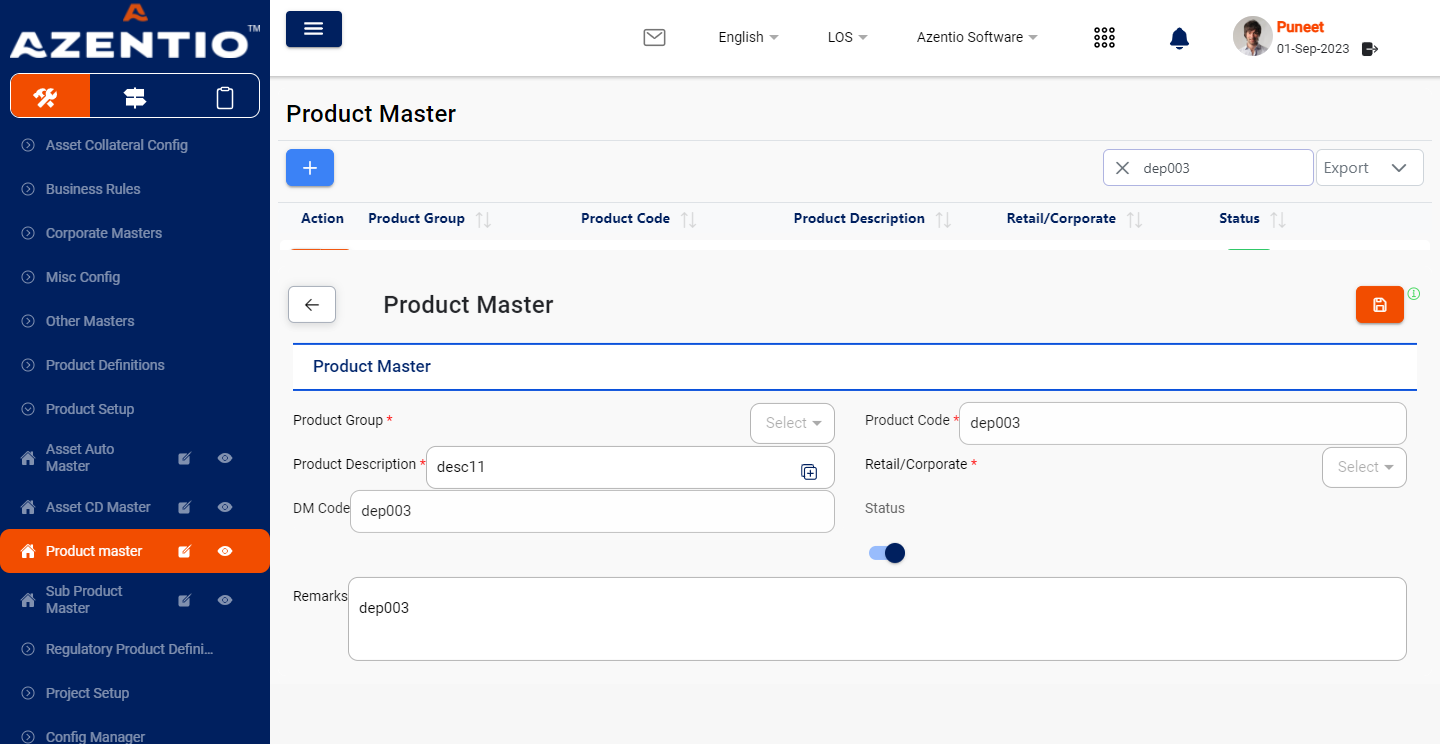 AZENTIO™
English
LOS
Azentio Software
Puneet
01-Sep-2023
Asset Collateral Config
Business Rules
Corporate Masters
Misc Config
Other Masters
Product Definitions
Product Setup
Asset Auto
Master
Asset CD Master
Product master
Sub Product
Master
Regulatory Product Defini...
Project Setup
Config Manager
Product Master
dep003
Export
Action
Product Group
Product Code
Product Description
Retail/Corporate
Status
Product Master
Product Master
Product Group *
Select
Product Code *
dep003
Product Description *
desc11
Retail/Corporate *
Select
DM Code
dep003
Status
Remarks
dep003